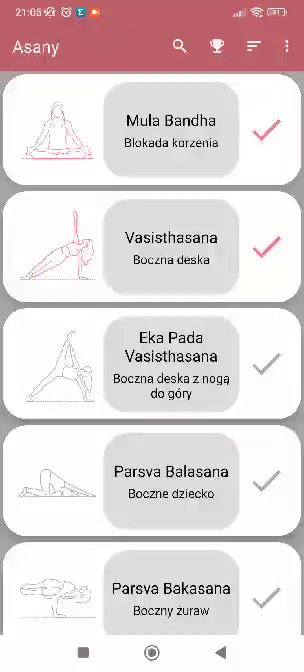 21:05
Asany
Mula Bandha
Blokada korzenia
Vasisthasana
Boczna deska
Eka Pada
Vasisthasana
Boczna deska z nogą
do góry
Parsva Balasana
Boczne dziecko
Parsva Bakasana
Boczny żuraw